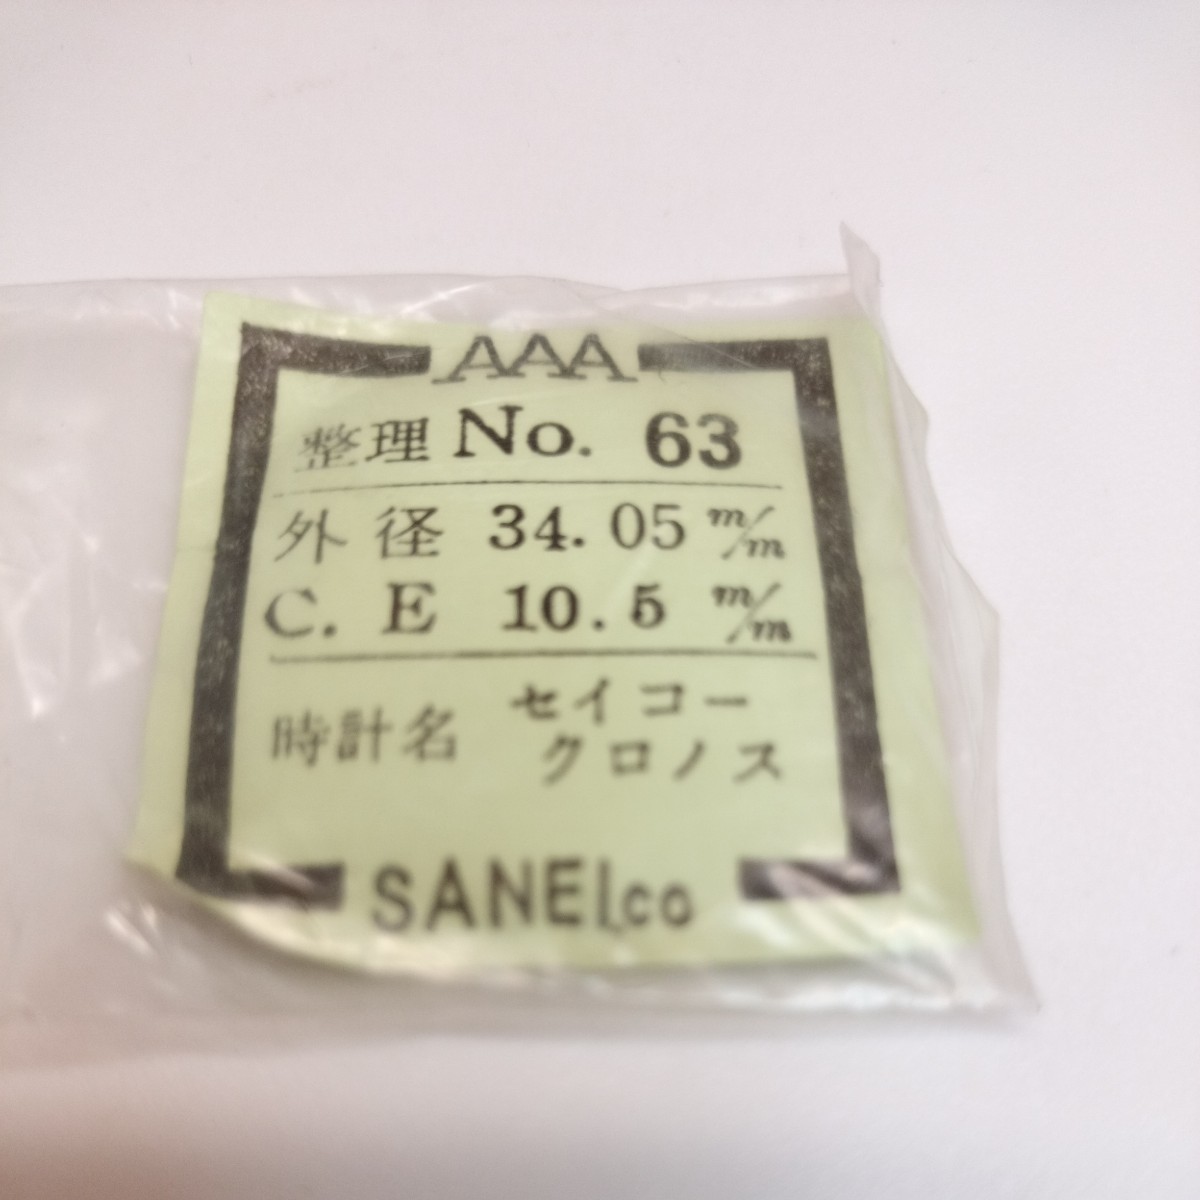 AAA
整理 No. 63
外径 34.05 m/m
C. E 10.5 m/m
時計名 セイコー
クロノス
SANEI.co